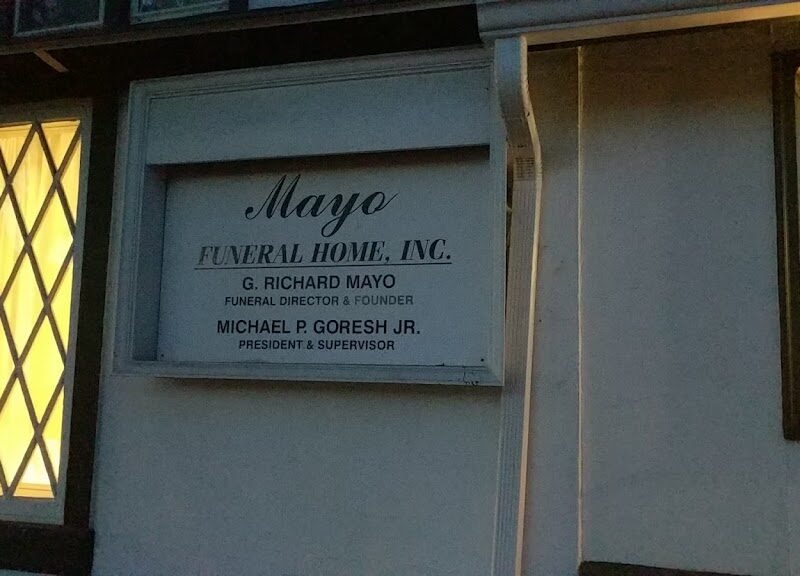 Mayo
FUNERAL HOME, INC.
G. RICHARD MAYO
FUNERAL DIRECTOR & FOUNDER
MICHAEL P. GORESH JR.
PRESIDENT & SUPERVISOR